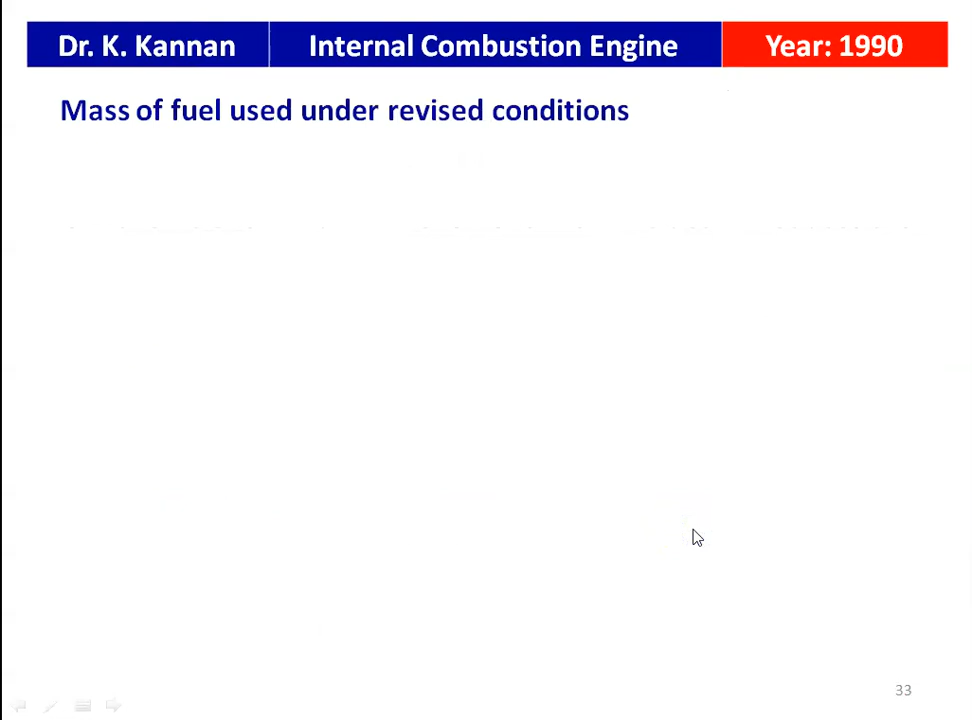 Dr. K. Kannan Internal Combustion Engine Year: 1990
Mass of fuel used under revised conditions
33